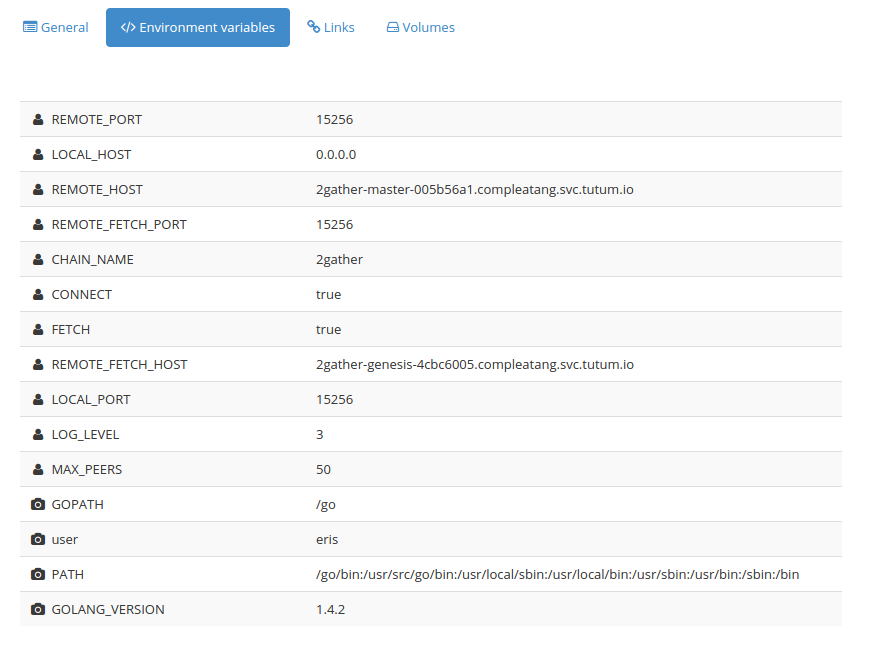 General Environment variables Links Volumes
REMOTE_PORT 15256
LOCAL_HOST 0.0.0.0
REMOTE_HOST 2gather-master-005b56a1.compleatang.svc.tutum.io
REMOTE_FETCH_PORT 15256
CHAIN_NAME 2gather
CONNECT true
FETCH true
REMOTE_FETCH_HOST 2gather-genesis-4cbc6005.compleatang.svc.tutum.io
LOCAL_PORT 15256
LOG_LEVEL 3
MAX_PEERS 50
GOPATH /go
user eris
PATH /go/bin:/usr/src/go/bin:/usr/local/sbin:/usr/local/bin:/usr/sbin:/usr/bin:/sbin:/bin
GOLANG_VERSION 1.4.2